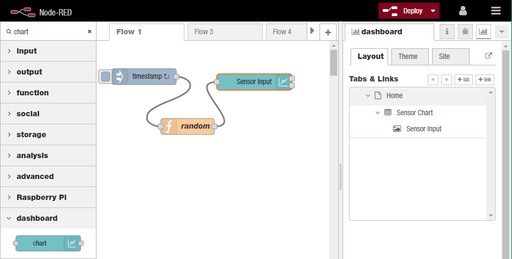 Node-RED
Deploy
chart
input
output
function
social
storage
analysis
advanced
Raspberry Pi
dashboard
chart
Flow 1
Flow 3
Flow 4
timestamp ↻
Sensor Input
random
dashboard
Layout
Theme
Site
Tabs & Links
+ tab
+ link
Home
Sensor Chart
Sensor Input